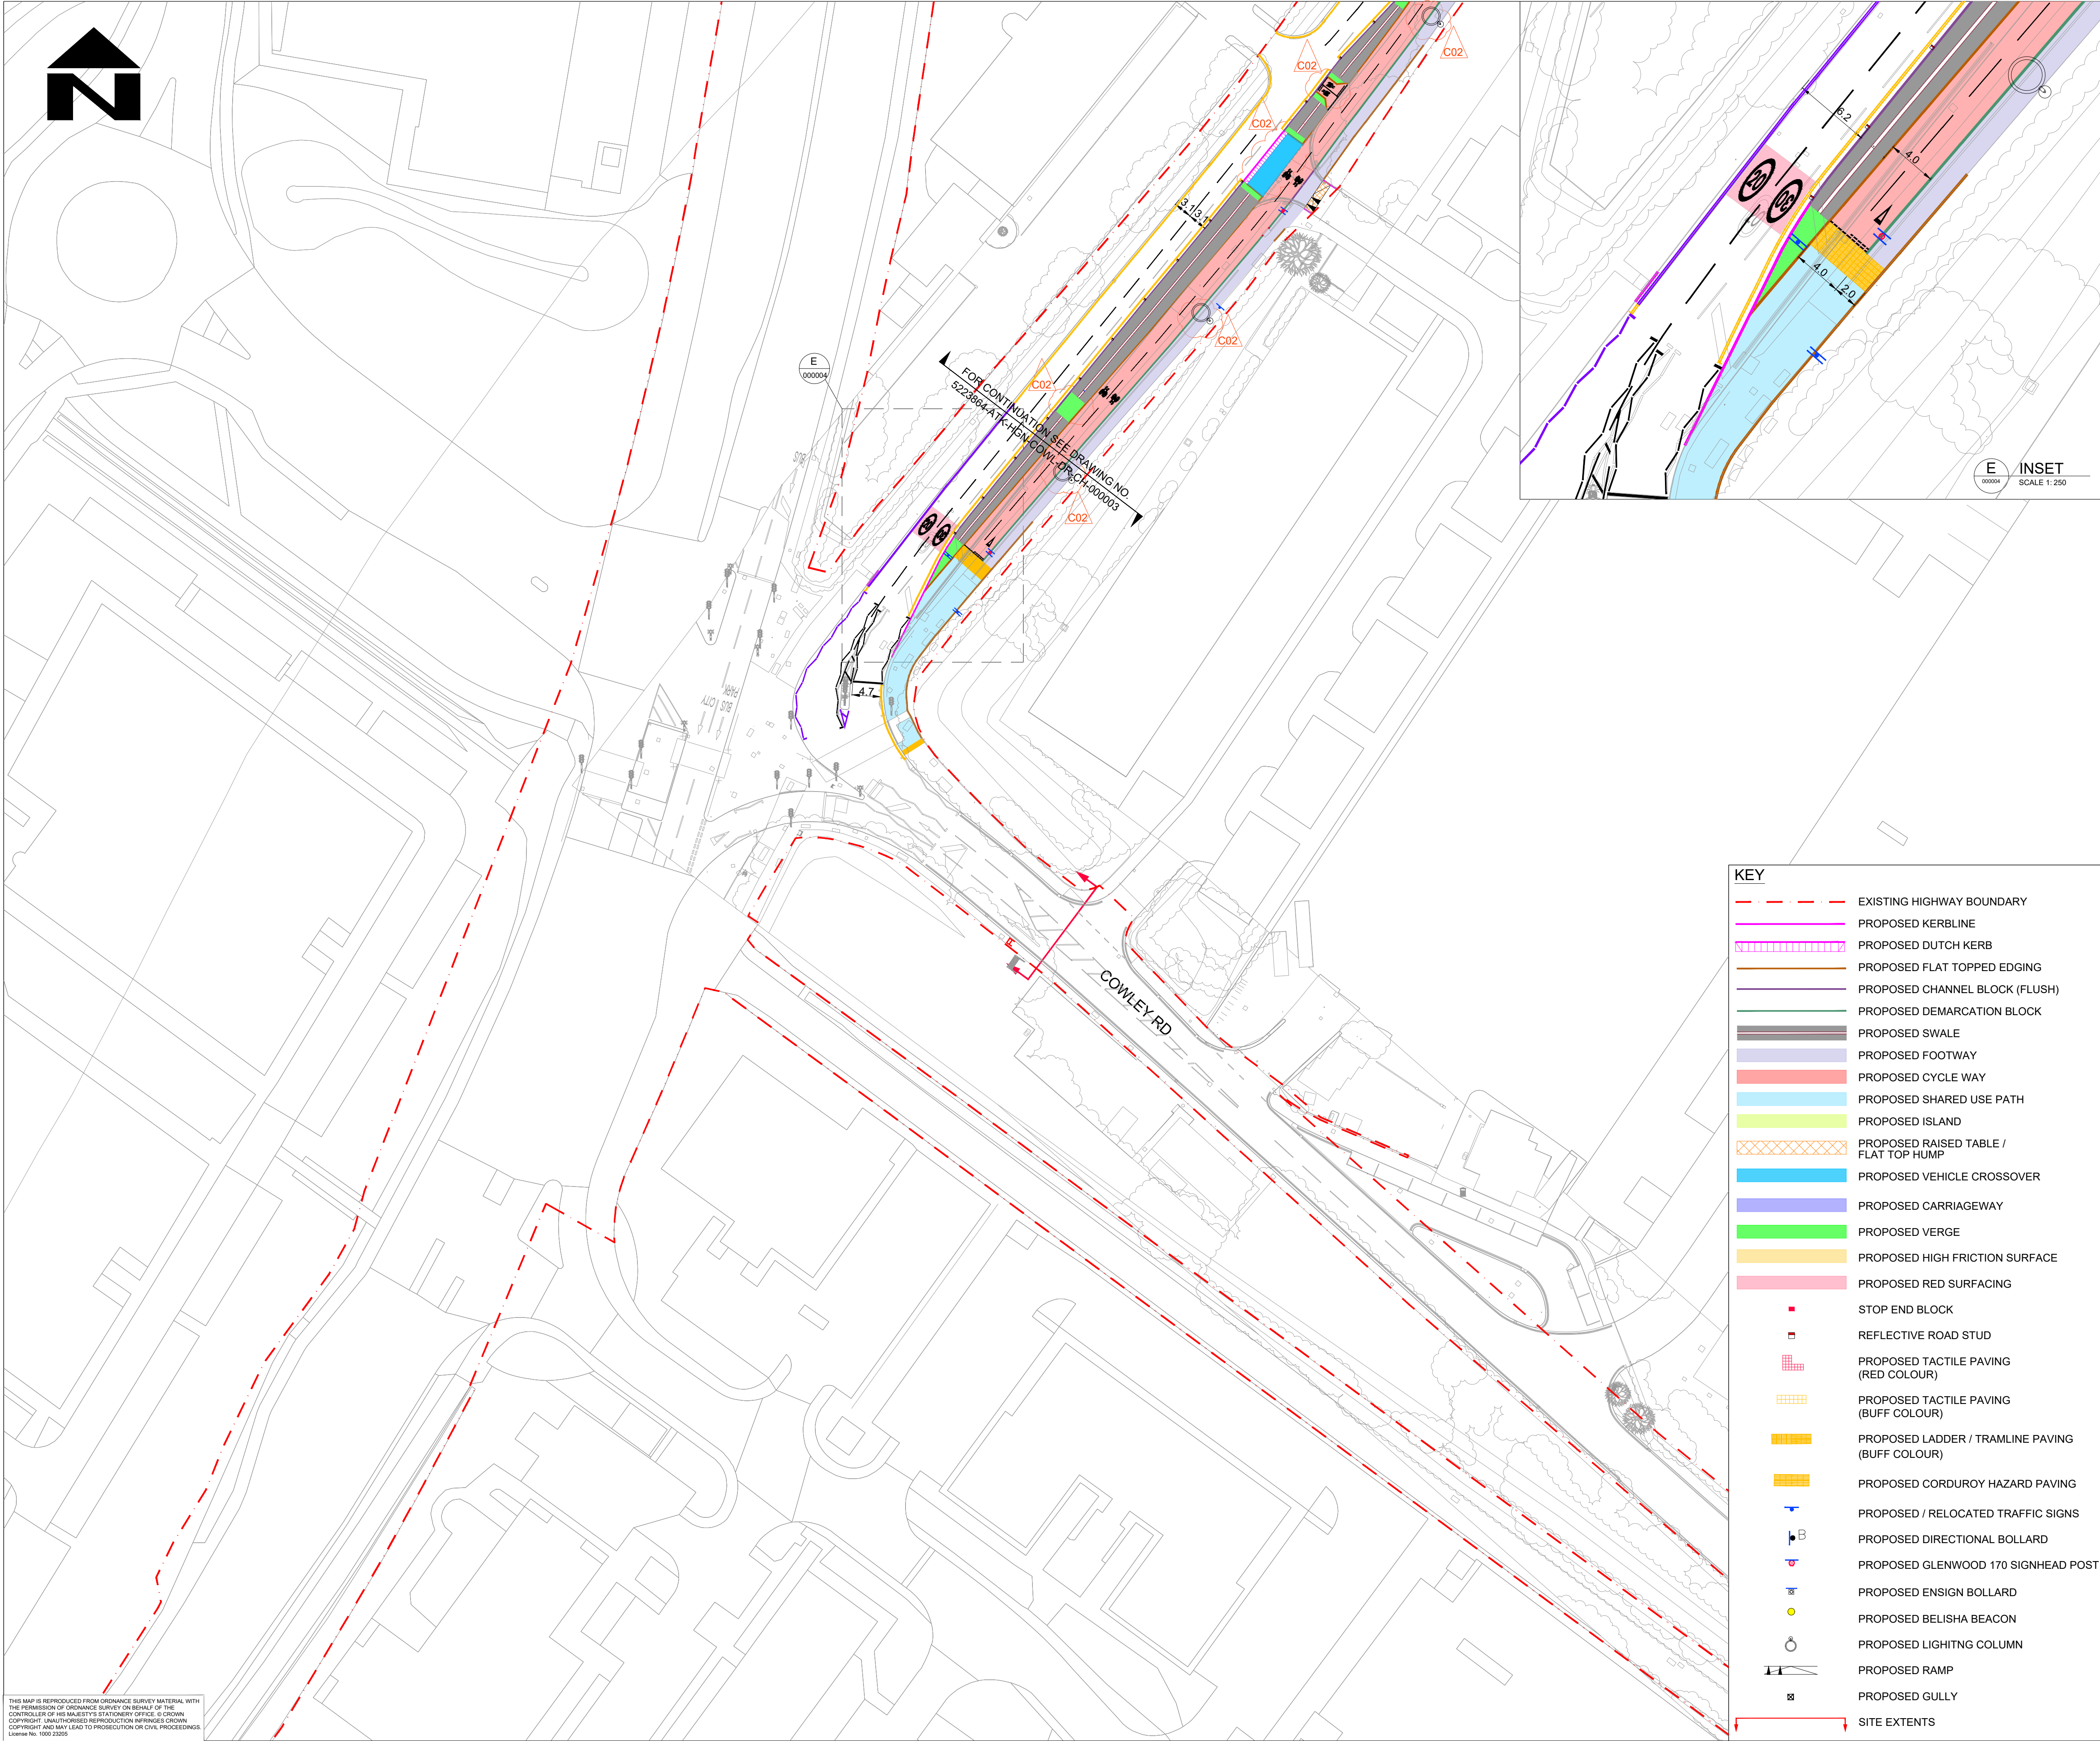 N
C02
C02
C02
3.1
3.1
C02
C02
C02
E
000004
FOR CONTINUATION SEE DRAWING NO.
5223864-ATK-HGN-COWL-DR-CH-000003
BUS
20
30
4.7
BUS CITY
PARK
COWLEY RD
6.2
4.0
20
30
4.0
2.0
E
000004
INSET
SCALE 1: 250
KEY
EXISTING HIGHWAY BOUNDARY
PROPOSED KERBLINE
PROPOSED DUTCH KERB
PROPOSED FLAT TOPPED EDGING
PROPOSED CHANNEL BLOCK (FLUSH)
PROPOSED DEMARCATION BLOCK
PROPOSED SWALE
PROPOSED FOOTWAY
PROPOSED CYCLE WAY
PROPOSED SHARED USE PATH
PROPOSED ISLAND
PROPOSED RAISED TABLE /
FLAT TOP HUMP
PROPOSED VEHICLE CROSSOVER
PROPOSED CARRIAGEWAY
PROPOSED VERGE
PROPOSED HIGH FRICTION SURFACE
PROPOSED RED SURFACING
STOP END BLOCK
REFLECTIVE ROAD STUD
PROPOSED TACTILE PAVING
(RED COLOUR)
PROPOSED TACTILE PAVING
(BUFF COLOUR)
PROPOSED LADDER / TRAMLINE PAVING
(BUFF COLOUR)
PROPOSED CORDUROY HAZARD PAVING
PROPOSED / RELOCATED TRAFFIC SIGNS
B
PROPOSED DIRECTIONAL BOLLARD
PROPOSED GLENWOOD 170 SIGNHEAD POST
PROPOSED ENSIGN BOLLARD
PROPOSED BELISHA BEACON
PROPOSED LIGHITNG COLUMN
PROPOSED RAMP
PROPOSED GULLY
SITE EXTENTS
THIS MAP IS REPRODUCED FROM ORDNANCE SURVEY MATERIAL WITH
THE PERMISSION OF ORDNANCE SURVEY ON BEHALF OF THE
CONTROLLER OF HIS MAJESTY'S STATIONERY OFFICE. © CROWN
COPYRIGHT. UNAUTHORISED REPRODUCTION INFRINGES CROWN
COPYRIGHT AND MAY LEAD TO PROSECUTION OR CIVIL PROCEEDINGS.
License No. 1000 23205